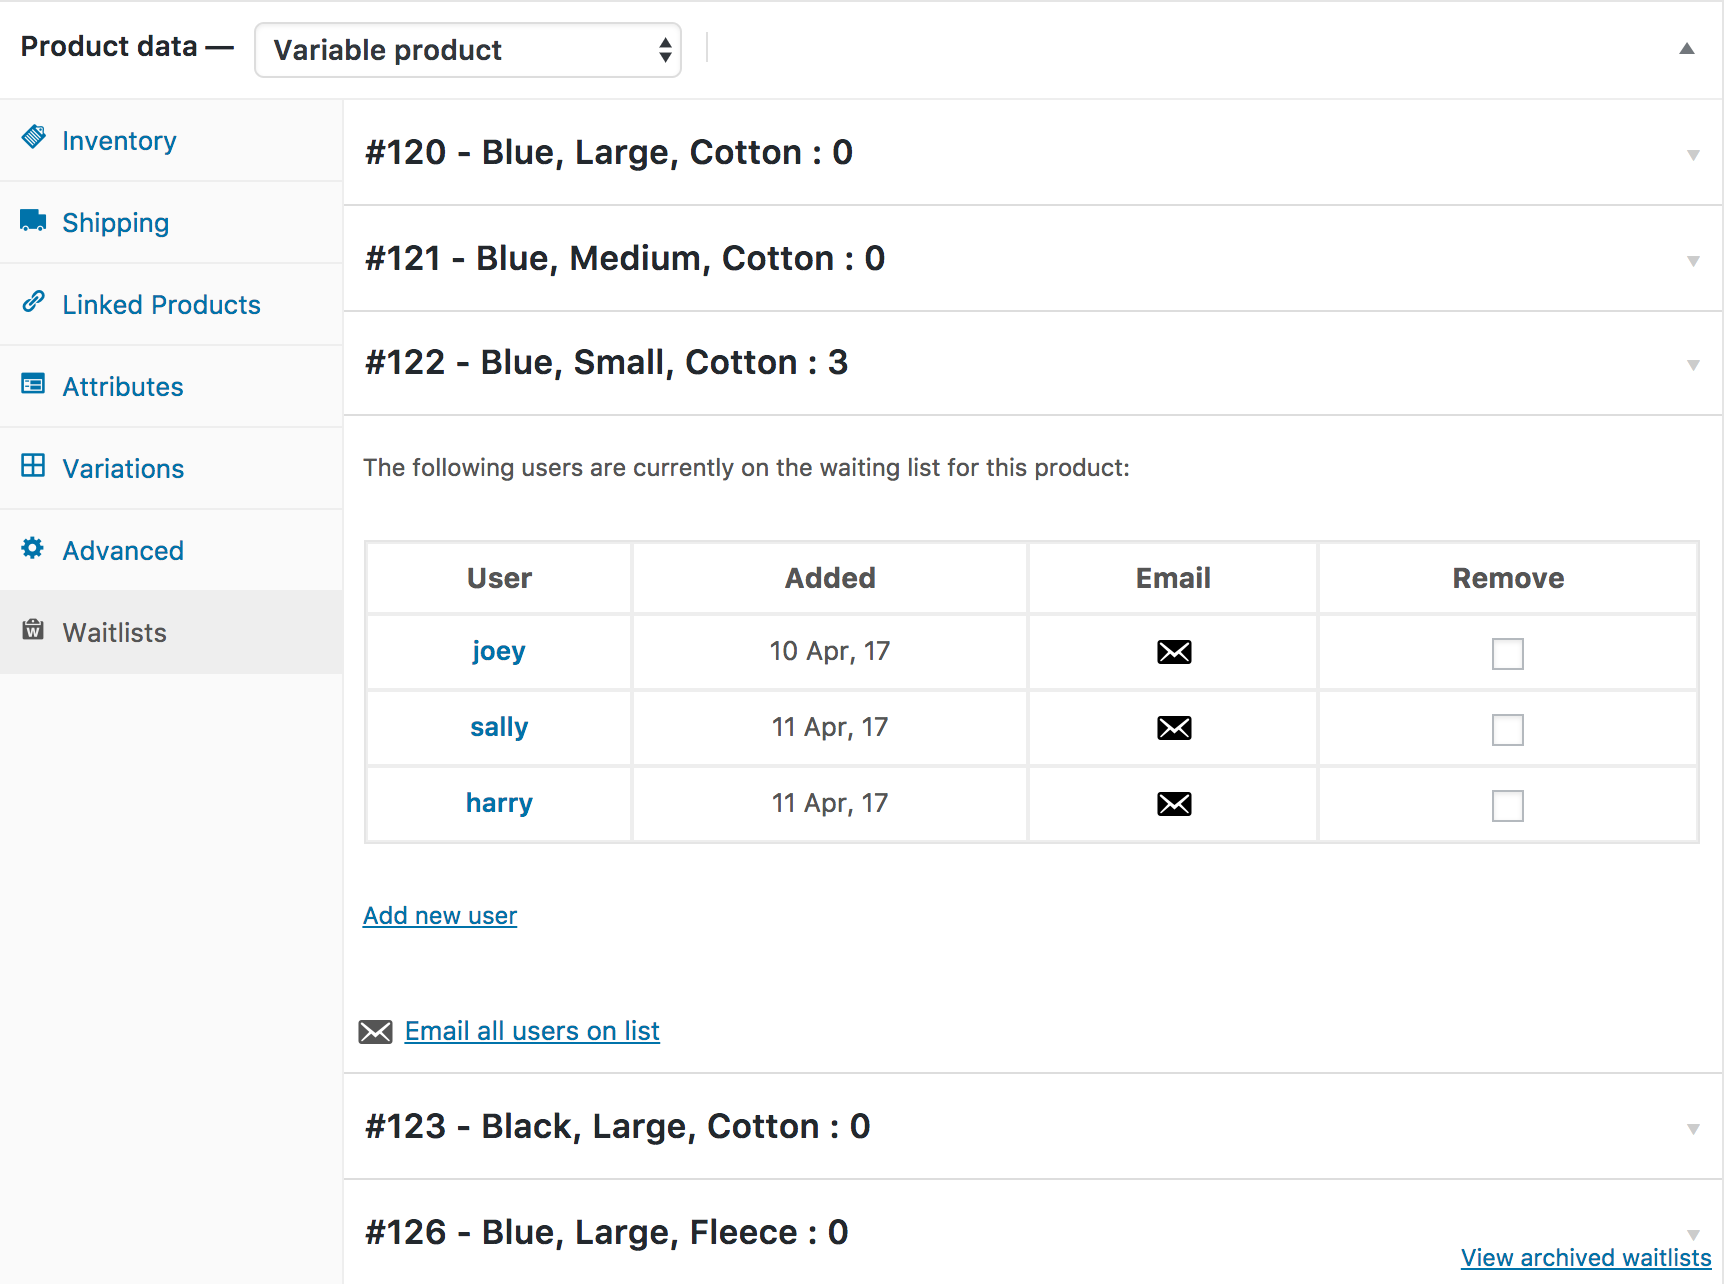 Product data — Variable product
Inventory
Shipping
Linked Products
Attributes
Variations
Advanced
Waitlists
#120 - Blue, Large, Cotton : 0
#121 - Blue, Medium, Cotton : 0
#122 - Blue, Small, Cotton : 3
The following users are currently on the waiting list for this product:
User Added Email Remove
joey 10 Apr, 17
sally 11 Apr, 17
harry 11 Apr, 17
Add new user
Email all users on list
#123 - Black, Large, Cotton : 0
#126 - Blue, Large, Fleece : 0
View archived waitlists